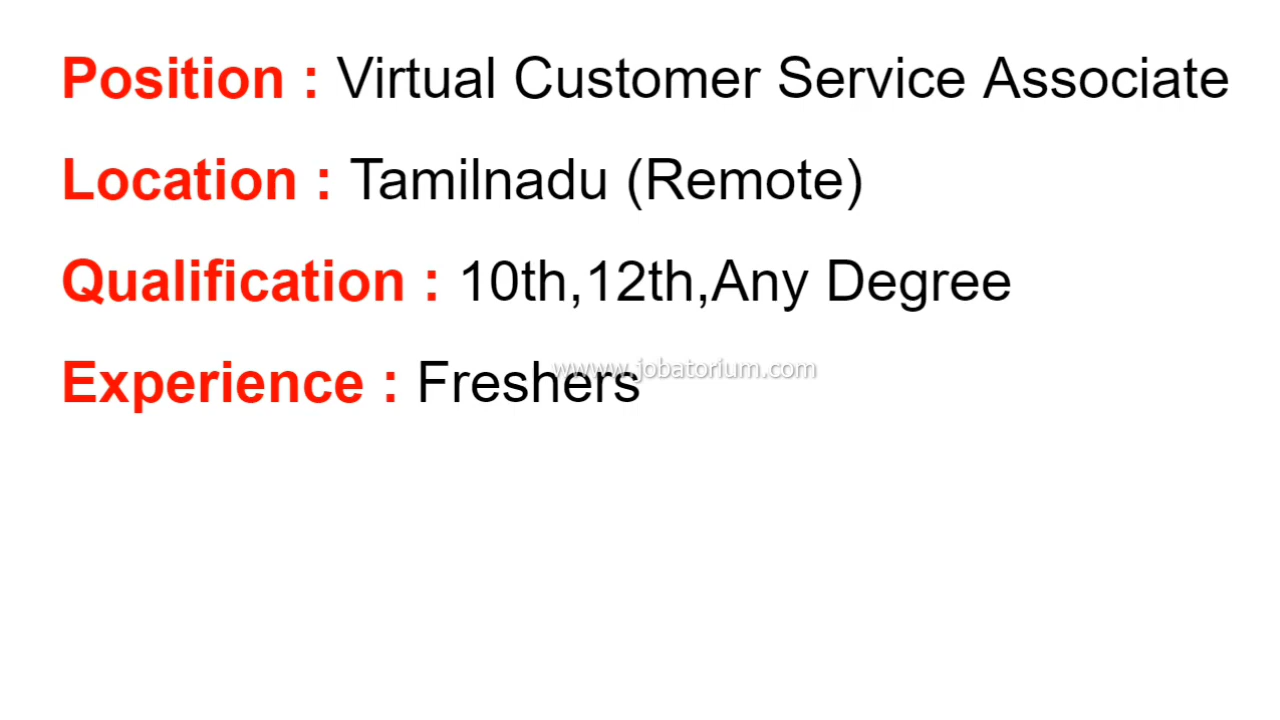 Position : Virtual Customer Service Associate
Location : Tamilnadu (Remote)
Qualification : 10th,12th,Any Degree
Experience : Freshers
www.jobatorium.com